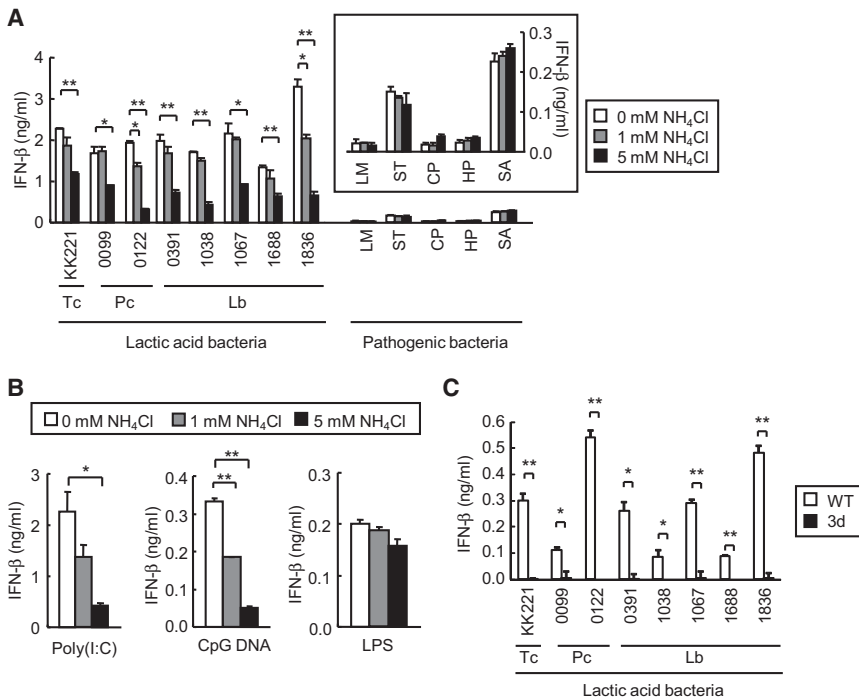 A
IFN-β (ng/ml)
4
3
2
1
0
** * ** * ** ** * ** ** *
KK221 0099 0122 0391 1038 1067 1688 1836
Tc Pc Lb
Lactic acid bacteria
LM ST CP HP SA
Pathogenic bacteria
IFN-β (ng/ml)
0.3
0.2
0.1
0.0
LM ST CP HP SA
0 mM NH₄Cl
1 mM NH₄Cl
5 mM NH₄Cl
B
0 mM NH₄Cl 1 mM NH₄Cl 5 mM NH₄Cl
IFN-β (ng/ml)
3
2
1
0
*
Poly(I:C)
IFN-β (ng/ml)
0.4
0.3
0.2
0.1
0.0
**
**
CpG DNA
IFN-β (ng/ml)
0.3
0.2
0.1
0.0
LPS
C
IFN-β (ng/ml)
0.6
0.5
0.4
0.3
0.2
0.1
0.0
** * ** * * ** ** **
KK221 0099 0122 0391 1038 1067 1688 1836
Tc Pc Lb
Lactic acid bacteria
WT
3d